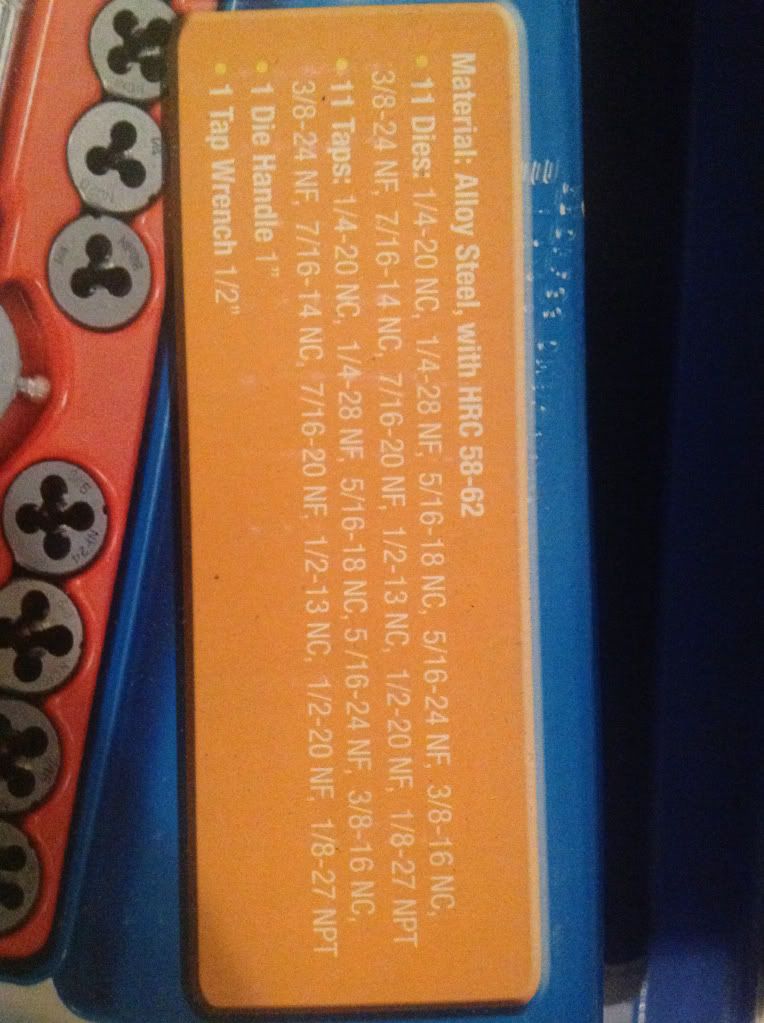 Material: Alloy Steel, with HRC 58-62
• 11 Dies: 1/4-20 NC, 1/4-28 NF, 5/16-18 NC, 5/16-24 NF, 3/8-16 NC,
3/8-24 NF, 7/16-14 NC, 7/16-20 NF, 1/2-13 NC, 1/2-20 NF, 1/8-27 NPT
• 11 Taps: 1/4-20 NC, 1/4-28 NF, 5/16-18 NC, 5 /16-24 NF, 3/8-16 NC,
3/8-24 NF, 7/16-14 NC, 7/16-20 NF, 1/2-13 NC, 1/2-20 NF, 1/8-27 NPT
• 1 Die Handle 1”
• 1 Tap Wrench 1/2”